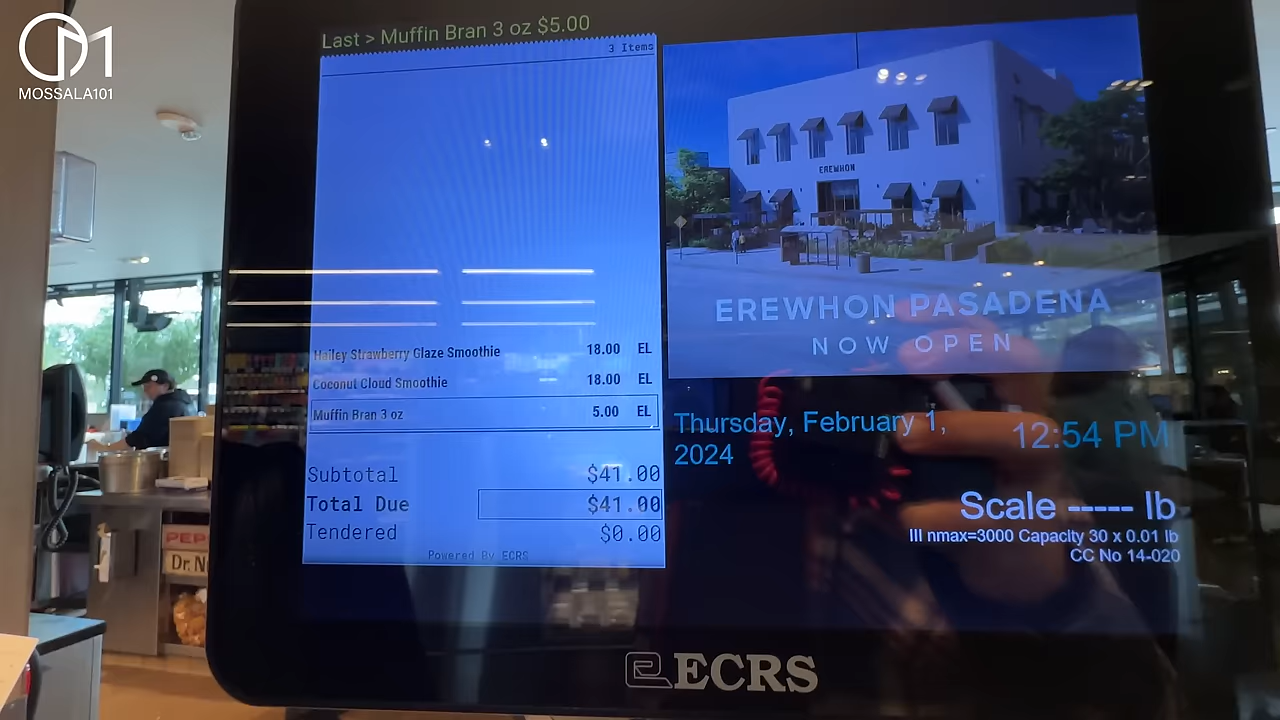 MOSSALA101
Last > Muffin Bran 3 oz $5.00
3 Items
Hailey Strawberry Glaze Smoothie 18.00 EL
Coconut Cloud Smoothie 18.00 EL
Muffin Bran 3 oz 5.00 EL
Subtotal $41.00
Total Due $41.00
Tendered $0.00
Powered By ECRS
EREWHON
EREWHON PASADENA
NOW OPEN
Thursday, February 1,
2024
12:54 PM
Scale ----- lb
III nmax=3000 Capacity 30 x 0.01 lb
CC No 14-020
PEP
Dr. N
ECRS